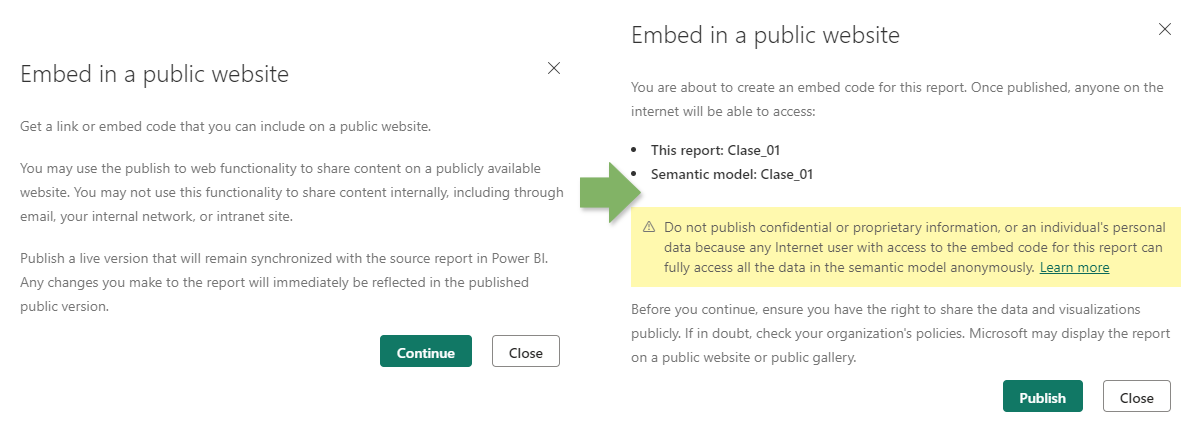 Embed in a public website
Get a link or embed code that you can include on a public website.
You may use the publish to web functionality to share content on a publicly available
website. You may not use this functionality to share content internally, including through
email, your internal network, or intranet site.
Publish a live version that will remain synchronized with the source report in Power BI.
Any changes you make to the report will immediately be reflected in the published
public version.
Continue
Close
Embed in a public website
You are about to create an embed code for this report. Once published, anyone on the
internet will be able to access:
• This report: Clase_01
• Semantic model: Clase_01
Do not publish confidential or proprietary information, or an individual's personal
data because any Internet user with access to the embed code for this report can
fully access all the data in the semantic model anonymously. Learn more
Before you continue, ensure you have the right to share the data and visualizations
publicly. If in doubt, check your organization's policies. Microsoft may display the report
on a public website or public gallery.
Publish
Close